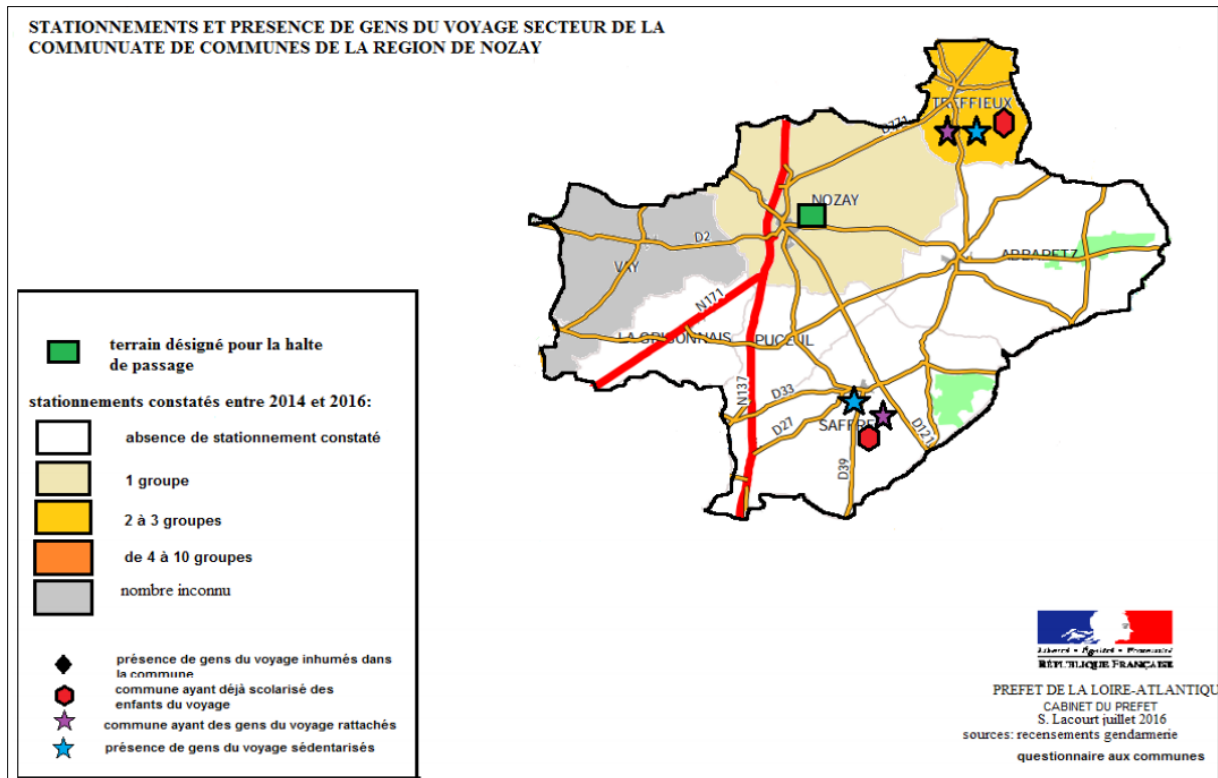 STATIONNEMENTS ET PRESENCE DE GENS DU VOYAGE SECTEUR DE LA
COMMUNUATE DE COMMUNES DE LA REGION DE NOZAY
TREFFIEUX
D771
NOZAY
D2
VAY
ABBARETZ
N171
LA GRIGONNAIS
PUCEUL
N137
D33
D27
SAFFRE
D121
D39
terrain désigné pour la halte
de passage
stationnements constatés entre 2014 et 2016:
absence de stationnement constaté
1 groupe
2 à 3 groupes
de 4 à 10 groupes
nombre inconnu
présence de gens du voyage inhumés dans
la commune
commune ayant déjà scolarisé des
enfants du voyage
commune ayant des gens du voyage rattachés
présence de gens du voyage sédentarisés
Liberté • Égalité • Fraternité
RÉPUBLIQUE FRANÇAISE
PREFET DE LA LOIRE-ATLANTIQU
CABINET DU PREFET
S. Lacourt juillet 2016
sources: recensements gendarmerie
questionnaire aux communes